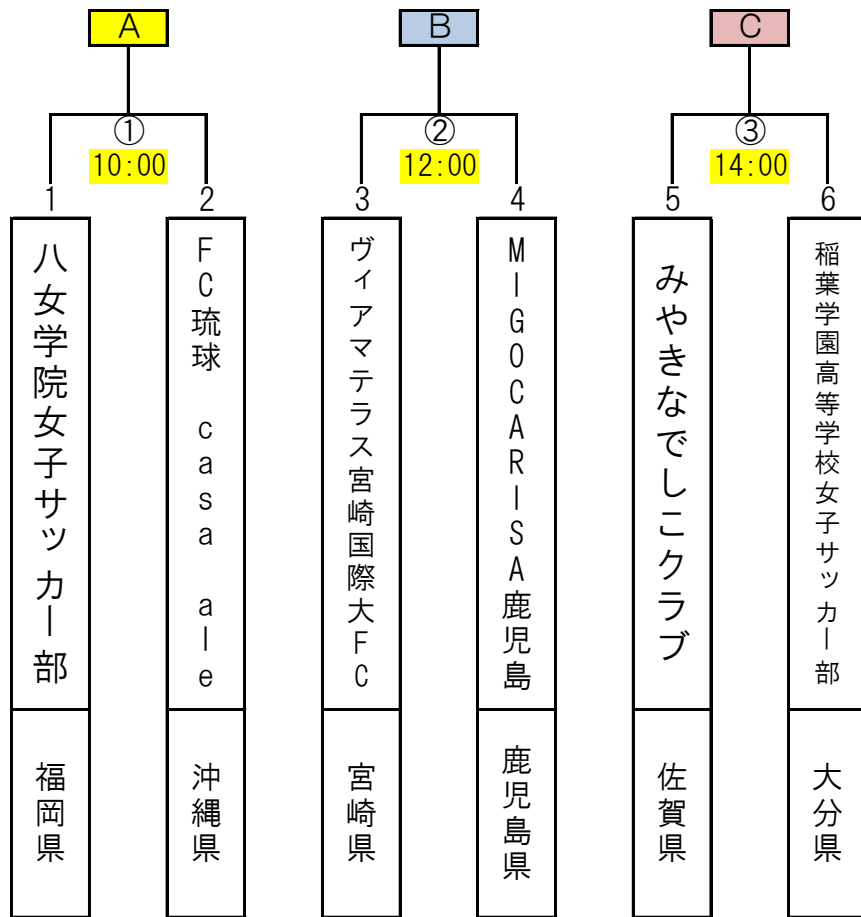 A
B
C
①
②
③
10:00
12:00
14:00
1
2
3
4
5
6
八女学院女子サッカー部
FC琉球 casa ale
ヴィアマテラス宮崎国際大FC
MIGOCARISA鹿児島
みやきなでしこクラブ
稲葉学園高等学校女子サッカー部
福岡県
沖縄県
宮崎県
鹿児島県
佐賀県
大分県